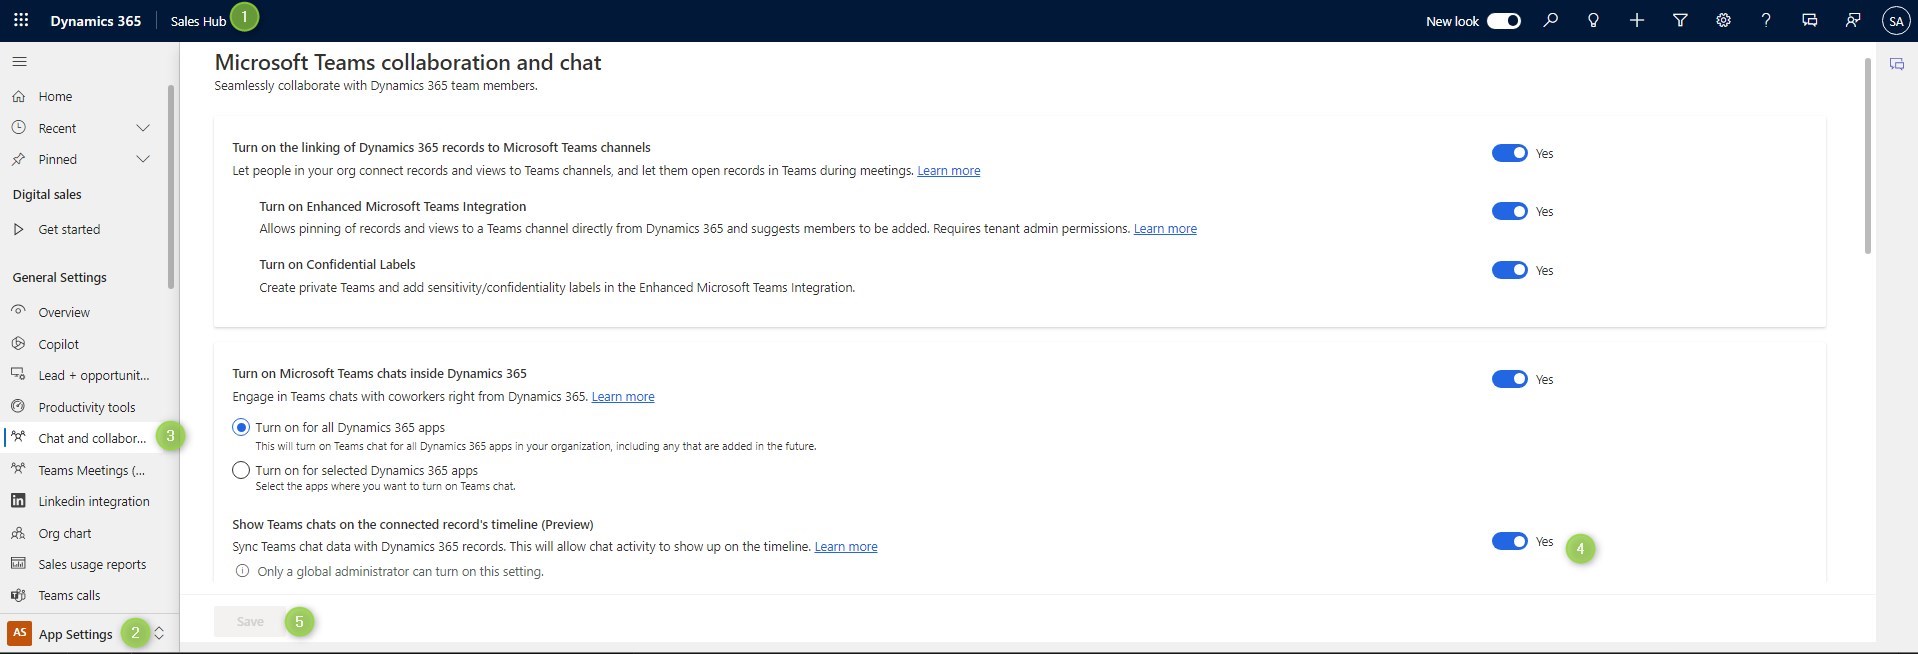 Dynamics 365 Sales Hub 1 New look SA
Home
Recent
Pinned
Digital sales
Get started
General Settings
Overview
Copilot
Lead + opportunit...
Productivity tools
Chat and collabor... 3
Teams Meetings (...
Linkedin integration
Org chart
Sales usage reports
Teams calls
AS App Settings 2
Microsoft Teams collaboration and chat
Seamlessly collaborate with Dynamics 365 team members.
Turn on the linking of Dynamics 365 records to Microsoft Teams channels Yes
Let people in your org connect records and views to Teams channels, and let them open records in Teams during meetings. Learn more
Turn on Enhanced Microsoft Teams Integration Yes
Allows pinning of records and views to a Teams channel directly from Dynamics 365 and suggests members to be added. Requires tenant admin permissions. Learn more
Turn on Confidential Labels Yes
Create private Teams and add sensitivity/confidentiality labels in the Enhanced Microsoft Teams Integration.
Turn on Microsoft Teams chats inside Dynamics 365 Yes
Engage in Teams chats with coworkers right from Dynamics 365. Learn more
Turn on for all Dynamics 365 apps
This will turn on Teams chat for all Dynamics 365 apps in your organization, including any that are added in the future.
Turn on for selected Dynamics 365 apps
Select the apps where you want to turn on Teams chat.
Show Teams chats on the connected record's timeline (Preview) Yes 4
Sync Teams chat data with Dynamics 365 records. This will allow chat activity to show up on the timeline. Learn more
Only a global administrator can turn on this setting.
Save 5